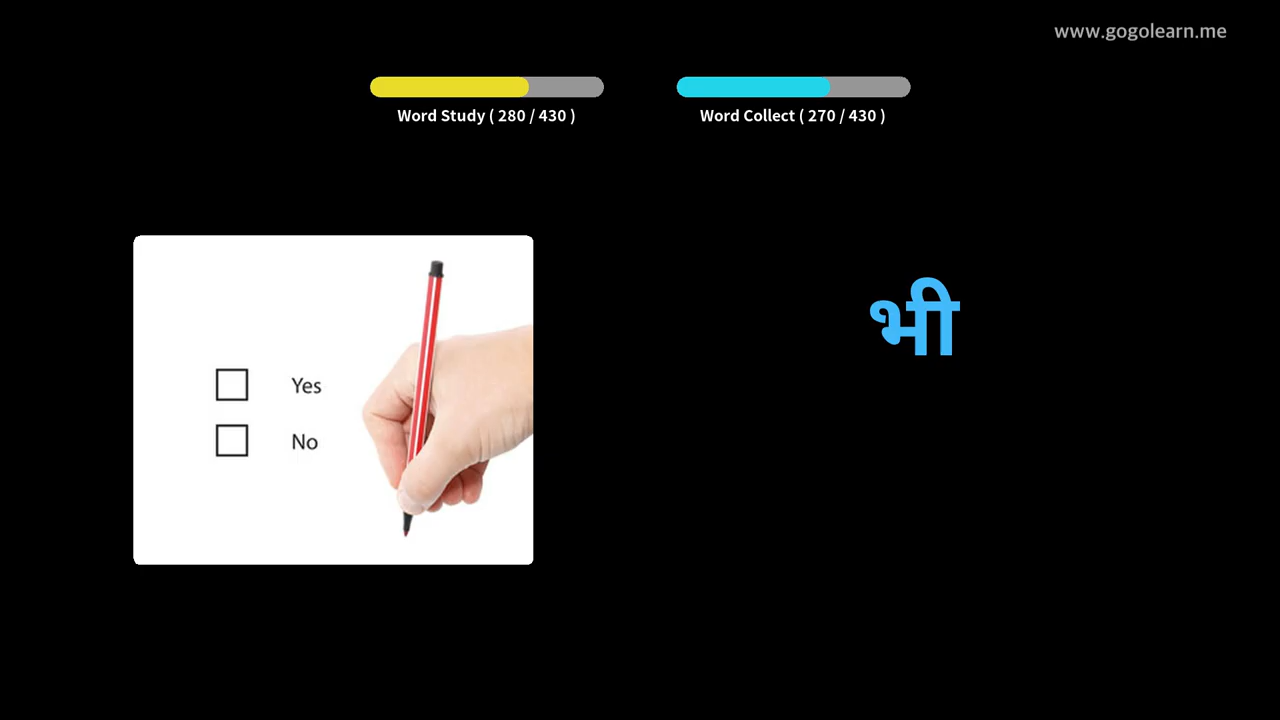 www.gogolearn.me
Word Study ( 280 / 430 )
Word Collect ( 270 / 430 )
Yes
No
भी